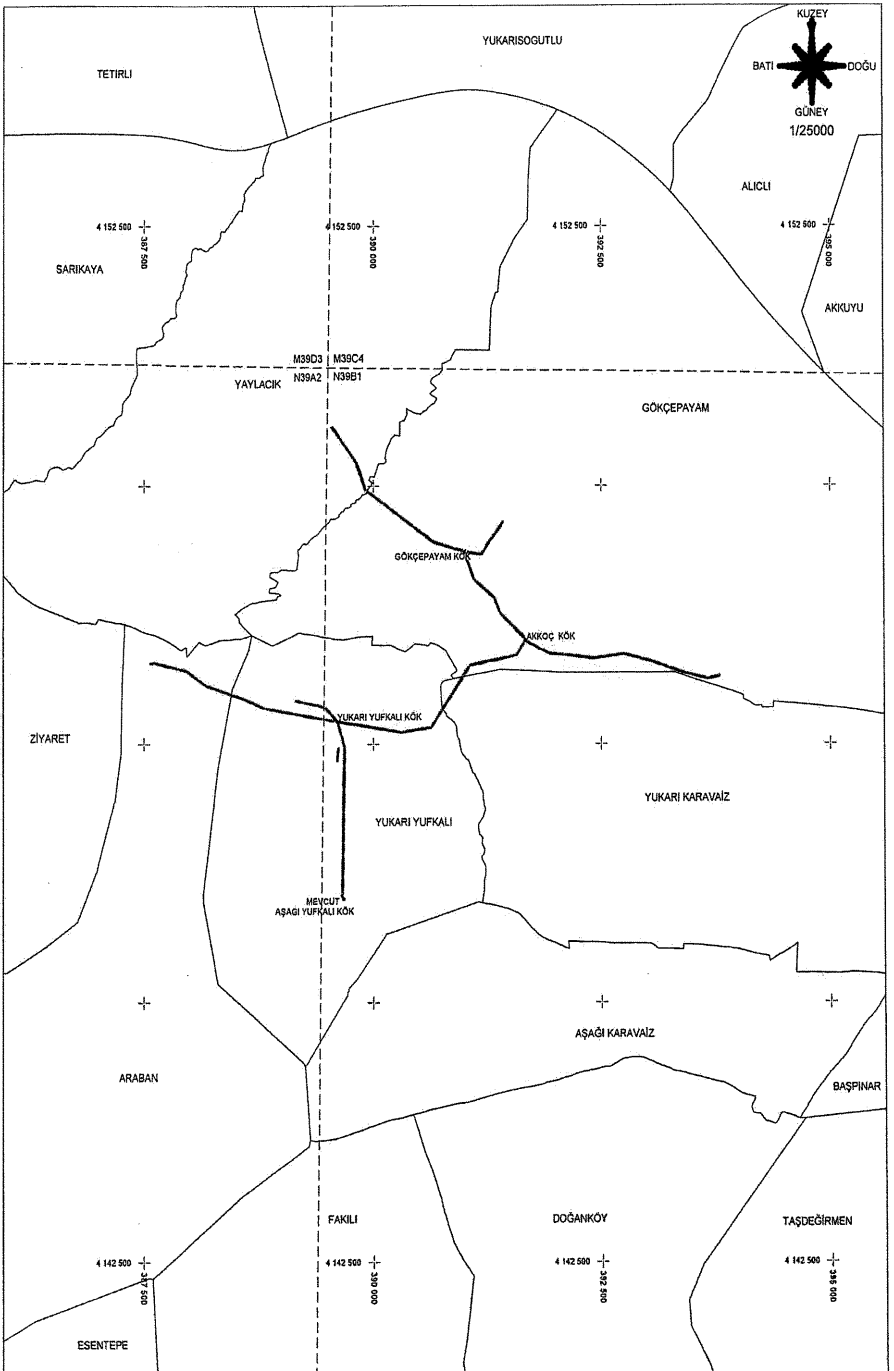 KUZEY
YUKARISOGUTLU
BATI DOĞU
TETIRLI
GÜNEY
1/25000
ALICLI
4 152 500
387 500
4 152 500
390 000
4 152 500
392 500
4 152 500
395 000
SARIKAYA
AKKUYU
M39D3 M39C4
YAYLACIK
N39A2 N39B1
GÖKÇEPAYAM
GÖKÇEPAYAM KÖK
AKKOÇ KÖK
YUKARI YUFKALI KÖK
ZİYARET
YUKARI KARAVAİZ
YUKARI YUFKALI
MEVCUT
AŞAGI YUFKALI KÖK
AŞAĞI KARAVAİZ
ARABAN
BAŞPINAR
FAKILI
DOĞANKÖY
TAŞDEĞİRMEN
4 142 500
387 500
4 142 500
390 000
4 142 500
392 500
4 142 500
395 000
ESENTEPE